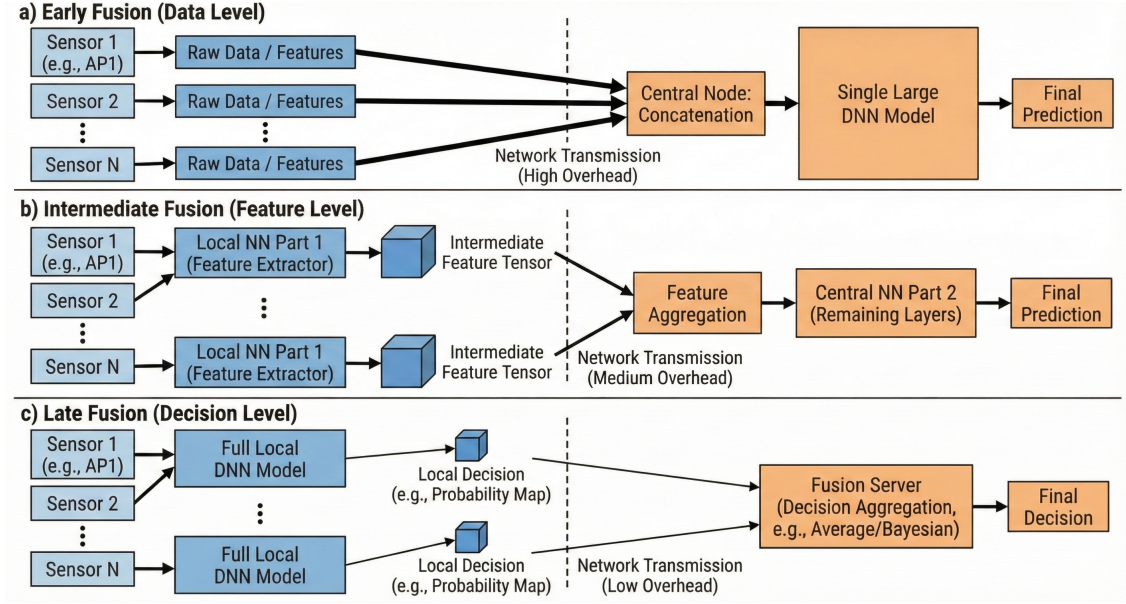 a) Early Fusion (Data Level)
Sensor 1
(e.g., AP1)
Raw Data / Features
Sensor 2
Raw Data / Features
Sensor N
Raw Data / Features
Network Transmission
(High Overhead)
Central Node:
Concatenation
Single Large
DNN Model
Final
Prediction
b) Intermediate Fusion (Feature Level)
Sensor 1
(e.g., AP1)
Sensor 2
Local NN Part 1
(Feature Extractor)
Intermediate
Feature Tensor
Sensor N
Local NN Part 1
(Feature Extractor)
Intermediate
Feature Tensor
Network Transmission
(Medium Overhead)
Feature
Aggregation
Central NN Part 2
(Remaining Layers)
Final
Prediction
c) Late Fusion (Decision Level)
Sensor 1
(e.g., AP1)
Sensor 2
Full Local
DNN Model
Local Decision
(e.g., Probability Map)
Sensor N
Full Local
DNN Model
Local Decision
(e.g., Probability Map)
Network Transmission
(Low Overhead)
Fusion Server
(Decision Aggregation,
e.g., Average/Bayesian)
Final
Decision